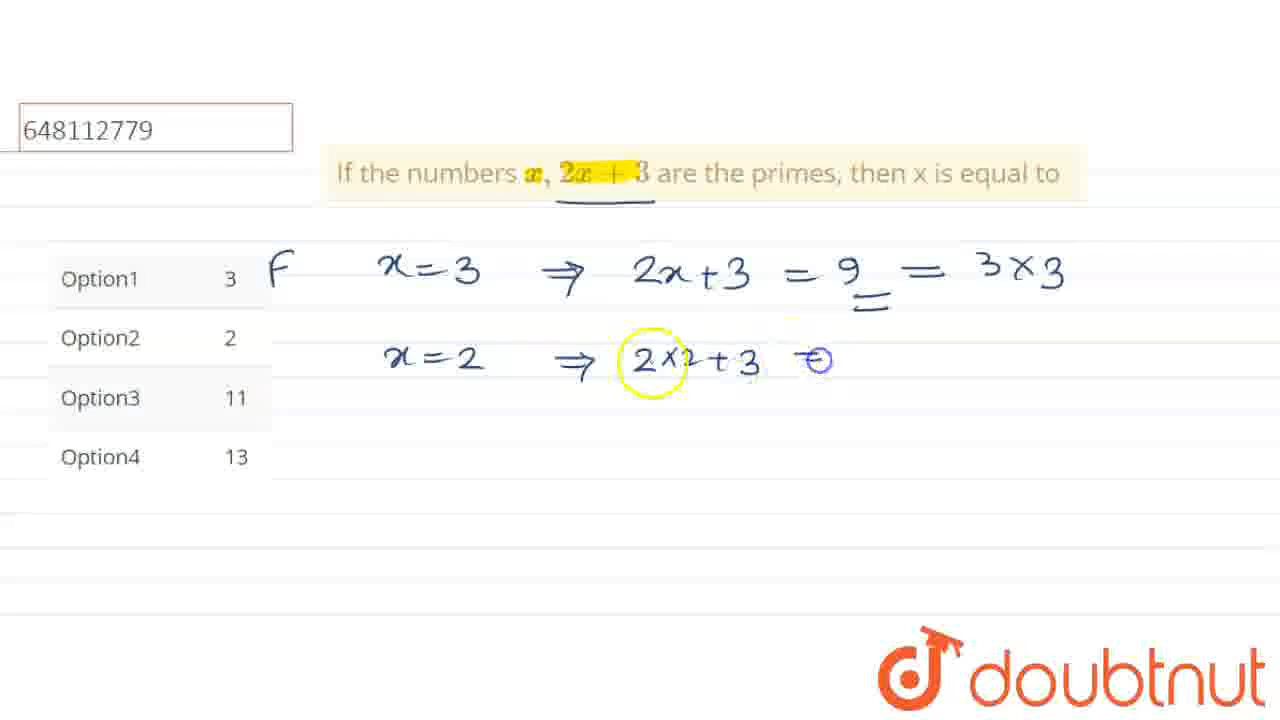 648112779
If the numbers x, 2x + 3 are the primes, then x is equal to
Option1 3 F x = 3 ⇒ 2x + 3 = 9 = 3 × 3
Option2 2 x = 2 ⇒ 2 × 2 + 3 =
Option3 11
Option4 13
doubtnut